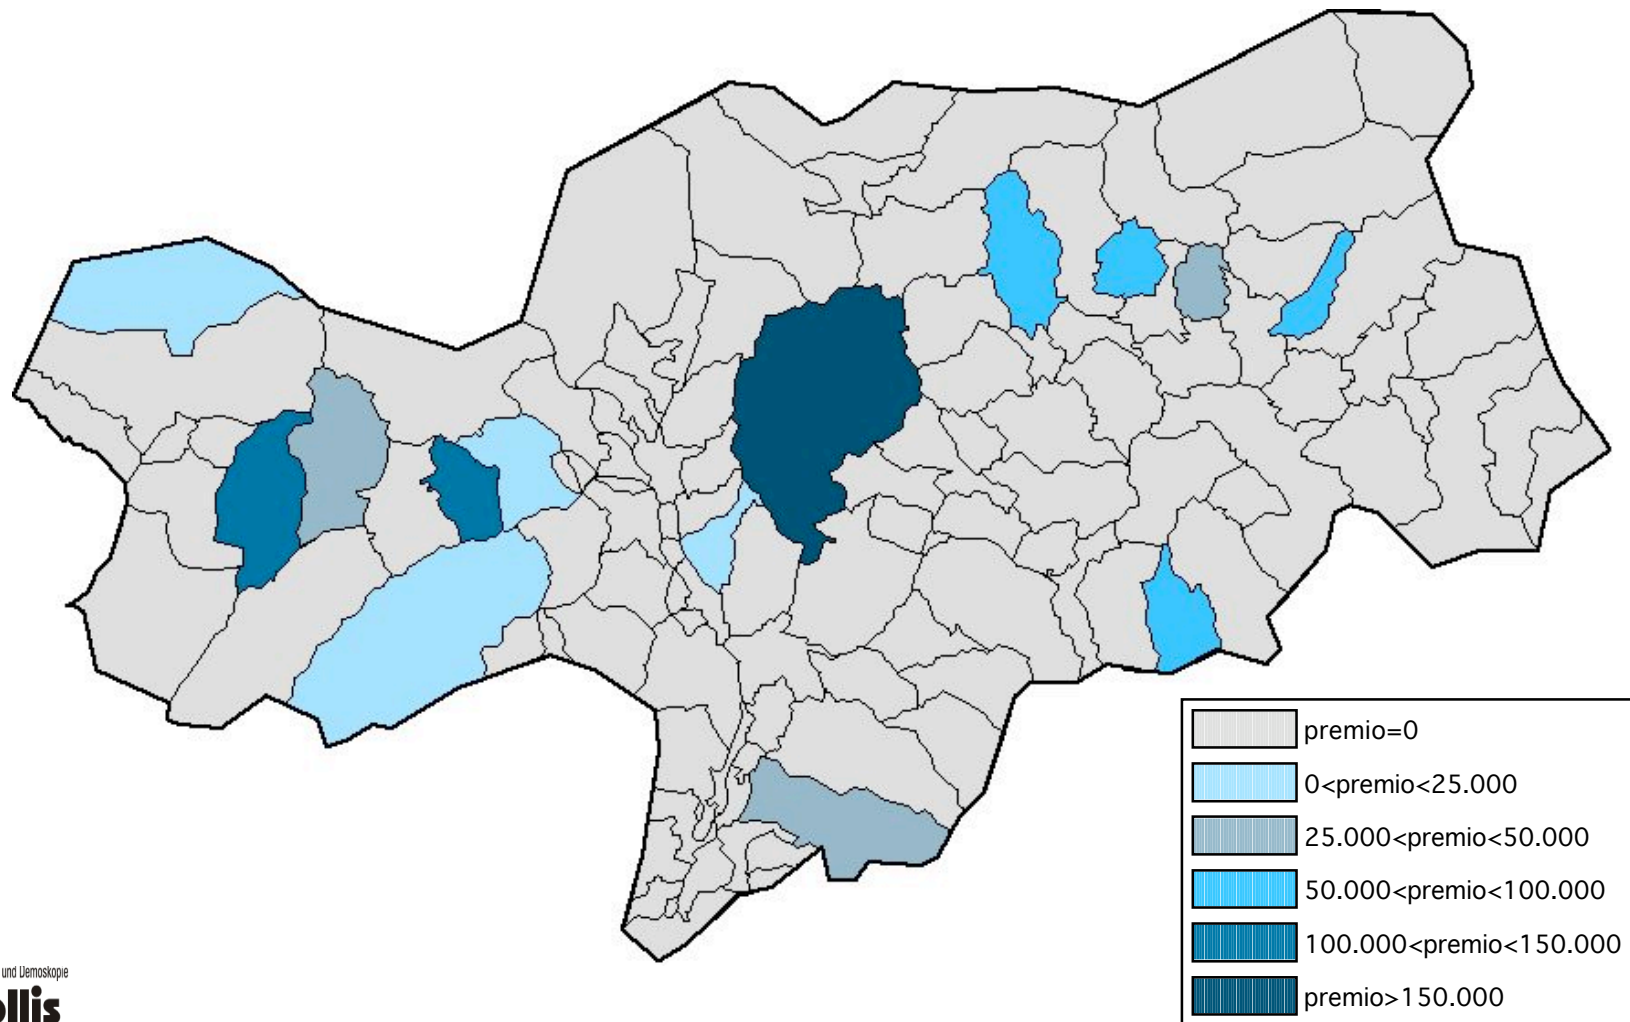 premio=0
0<premio<25.000
25.000<premio<50.000
50.000<premio<100.000
100.000<premio<150.000
premio>150.000
und Demoskopie
ollis